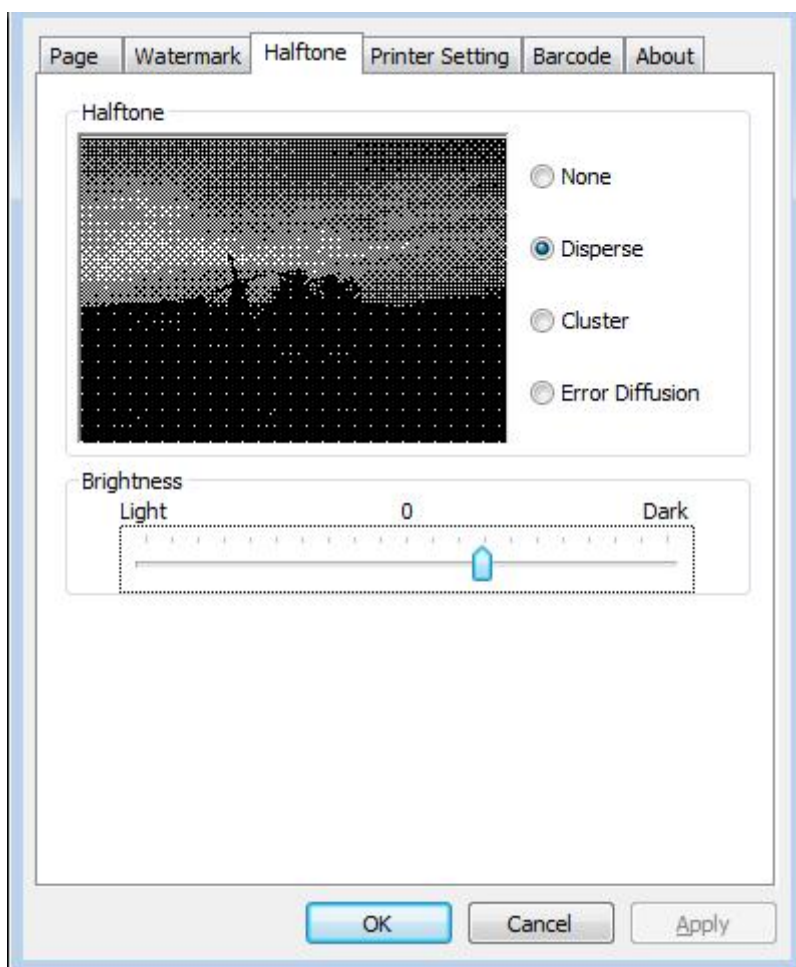 Page Watermark Halftone Printer Setting Barcode About
Halftone
None
Disperse
Cluster
Error Diffusion
Brightness
Light 0 Dark
OK Cancel Apply